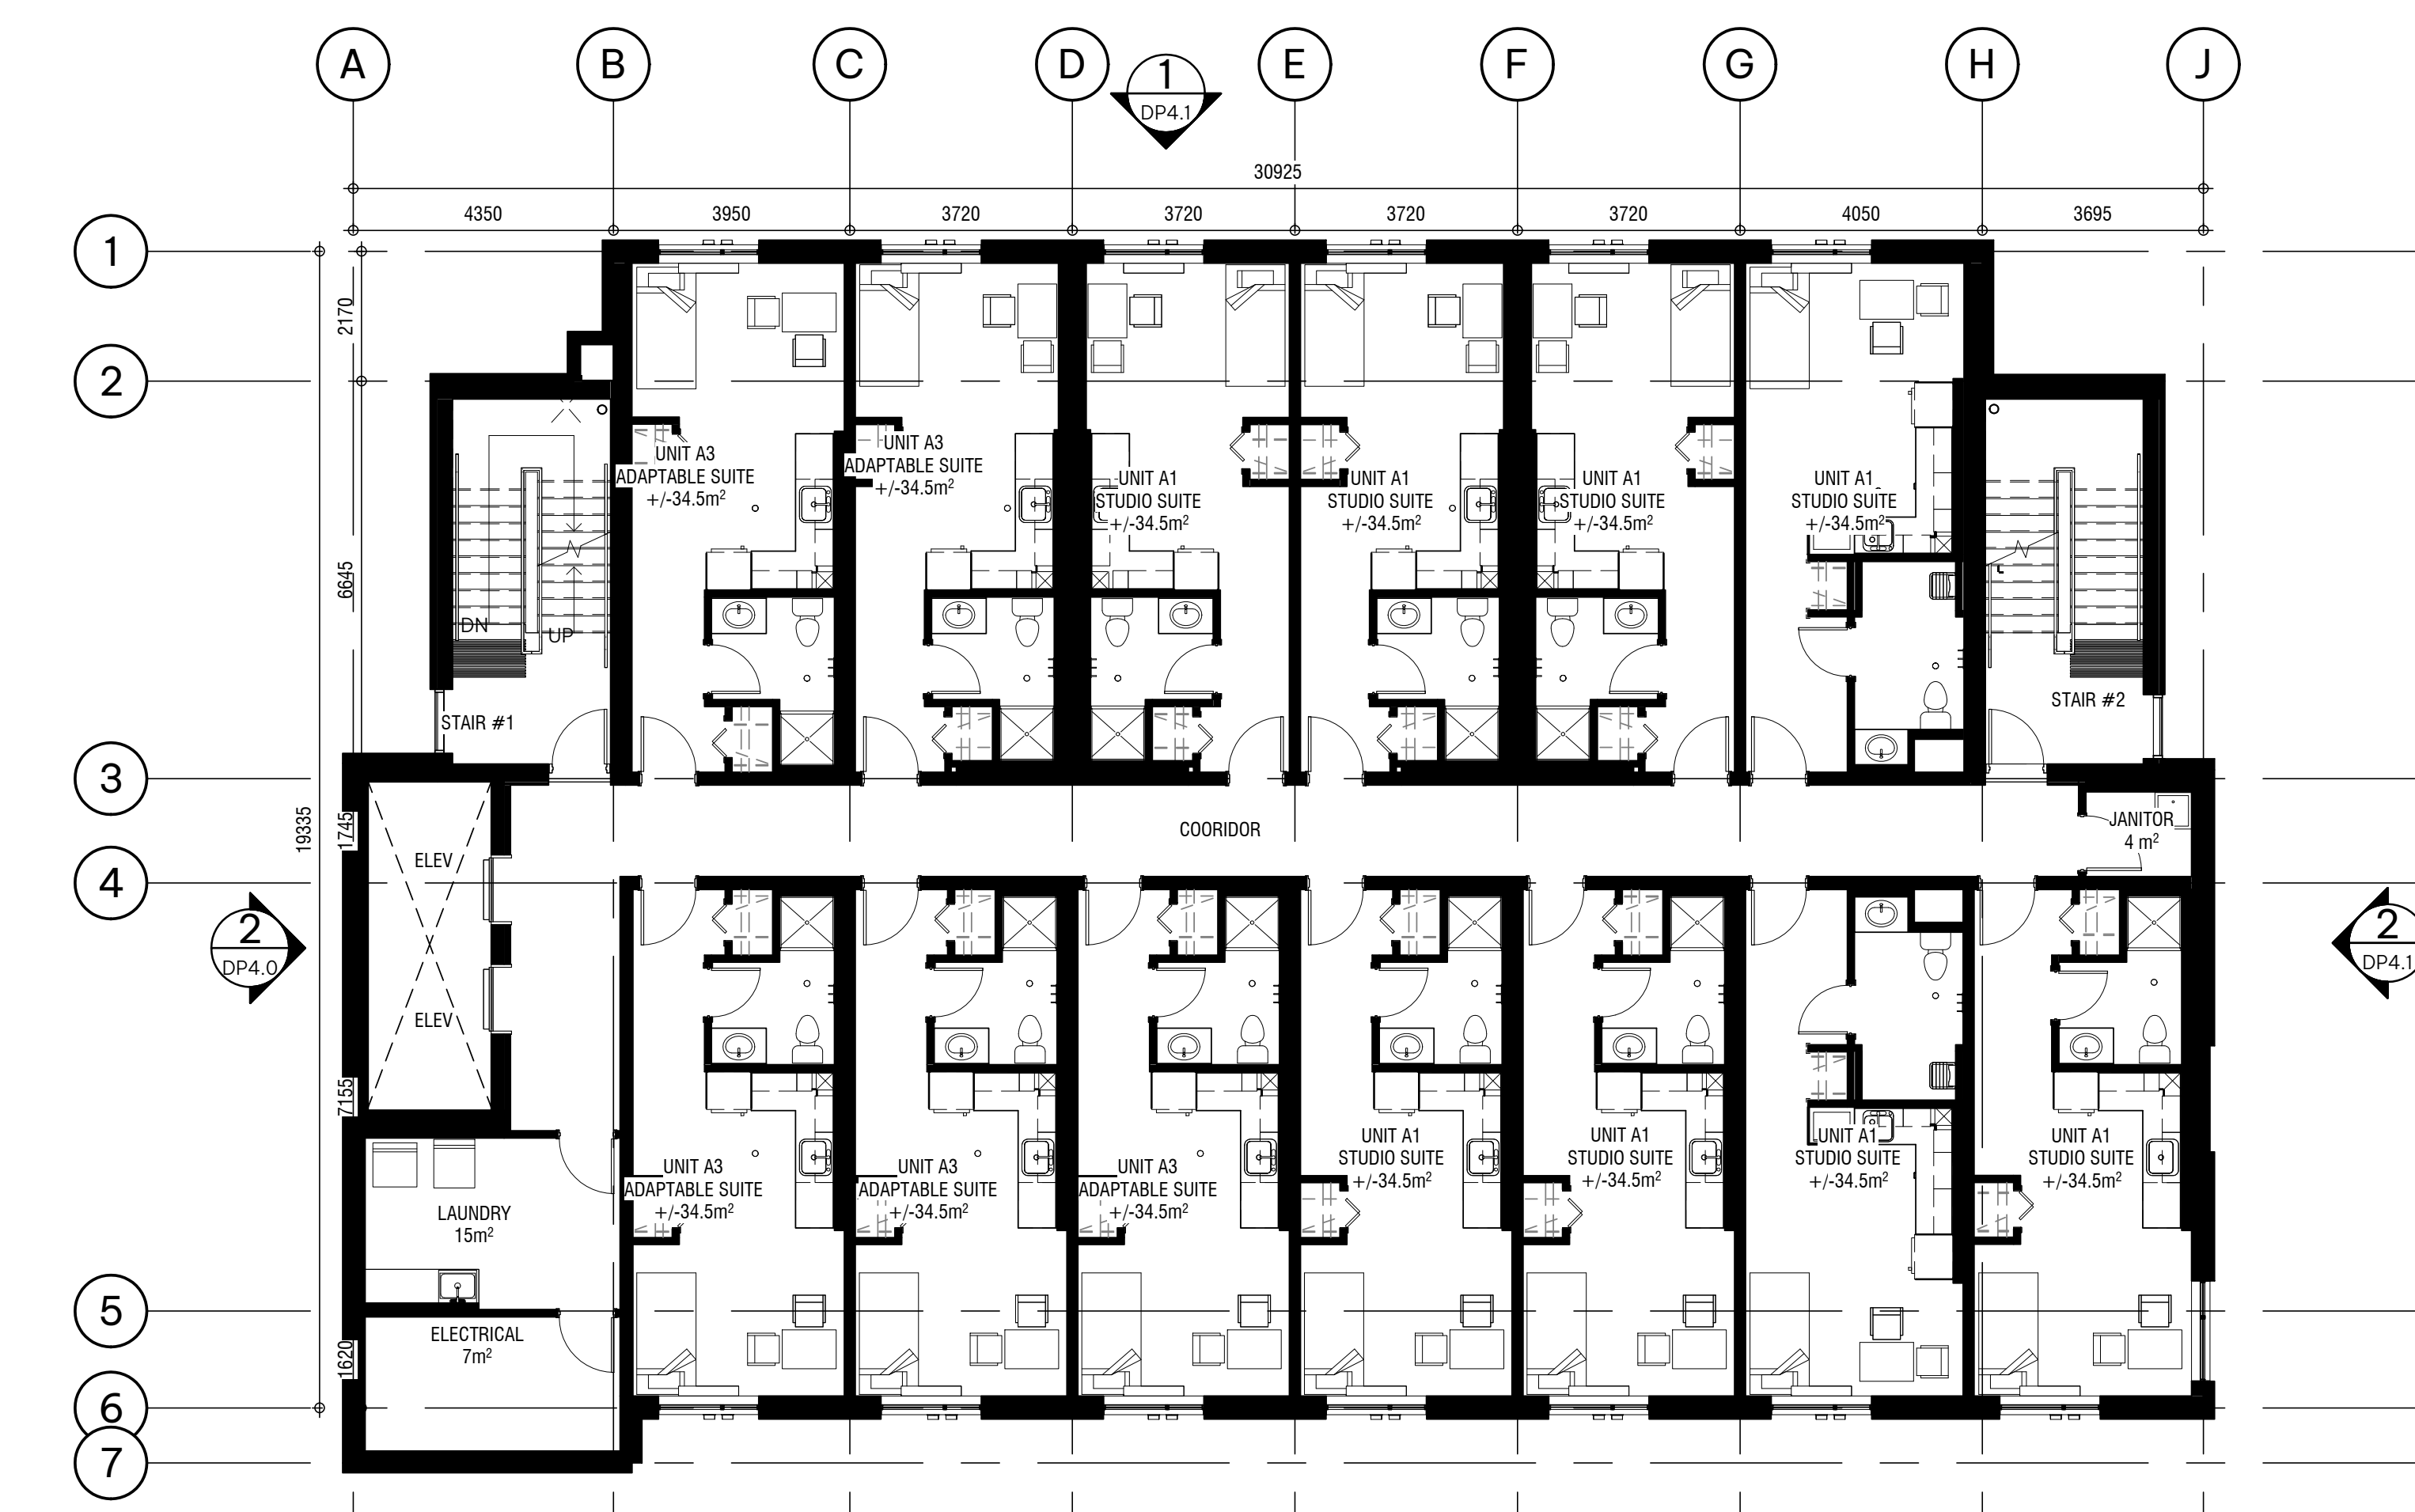 A B C D E F G H J
1
DP4.1
30925
4350 3950 3720 3720 3720 3720 4050 3695
1
2170
2
UNIT A3
ADAPTABLE SUITE
+/-34.5m²
UNIT A3
ADAPTABLE SUITE
+/-34.5m²
UNIT A1
STUDIO SUITE
+/-34.5m²
UNIT A1
STUDIO SUITE
+/-34.5m²
UNIT A1
STUDIO SUITE
+/-34.5m²
UNIT A1
STUDIO SUITE
+/-34.5m²
6645
DN
UP
STAIR #1
STAIR #2
3
19335
1745
COORIDOR
JANITOR
4 m²
ELEV
4
2
DP4.0
2
DP4.1
ELEV
7155
UNIT A3
ADAPTABLE SUITE
+/-34.5m²
UNIT A3
ADAPTABLE SUITE
+/-34.5m²
UNIT A3
ADAPTABLE SUITE
+/-34.5m²
UNIT A1
STUDIO SUITE
+/-34.5m²
UNIT A1
STUDIO SUITE
+/-34.5m²
UNIT A1
STUDIO SUITE
+/-34.5m²
UNIT A1
STUDIO SUITE
+/-34.5m²
LAUNDRY
15m²
5
ELECTRICAL
7m²
1620
6
7